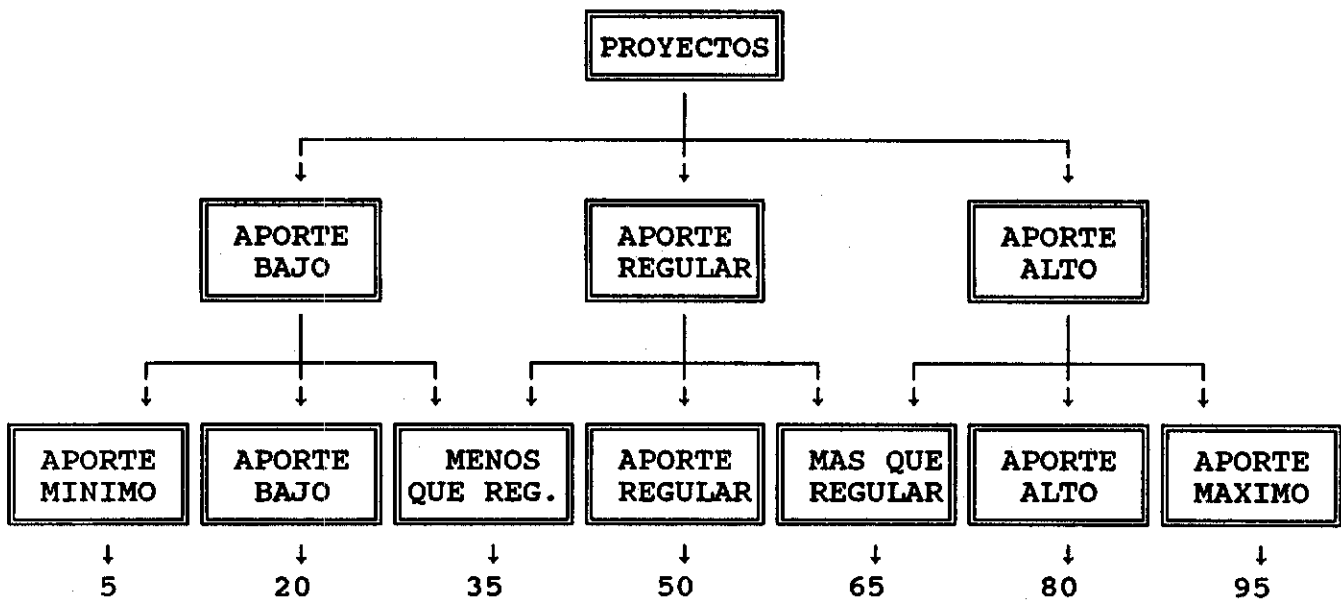 PROYECTOS
APORTE
BAJO
APORTE
REGULAR
APORTE
ALTO
APORTE
MINIMO
APORTE
BAJO
MENOS
QUE REG.
APORTE
REGULAR
MAS QUE
REGULAR
APORTE
ALTO
APORTE
MAXIMO
5
20
35
50
65
80
95